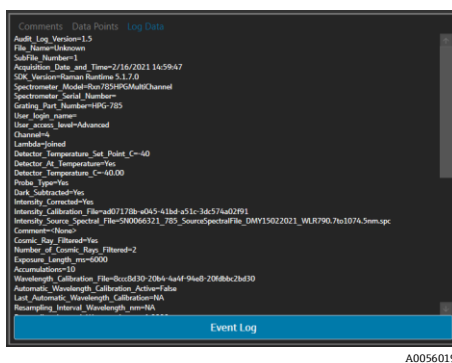 Comments Data Points Log Data
Audit_Log_Version=1.5
File_Name=Unknown
SubFile_Number=1
Acquisition_Date_and_Time=2/16/2021 14:59:47
SDK_Version=Raman Runtime 5.1.7.0
Spectrometer_Model=Rxn785HPGMultiChannel
Spectrometer_Serial_Number=
Grating_Part_Number=HPG-785
User_login_name=
User_access_level=Advanced
Channel=4
Lambda=Joined
Detector_Temperature_Set_Point_C=-40
Detector_At_Temperature=Yes
Detector_Temperature_C=-40.00
Probe_Type=Yes
Dark_Subtracted=Yes
Intensity_Corrected=Yes
Intensity_Calibration_File=ad07178b-e045-41bd-a51c-3dc574a02f91
Intensity_Source_Spectral_File=SN0066321_785_SourceSpectralFile_DMY15022021_WLR790.7to1074.5nm.spc
Comment=<None>
Cosmic_Ray_Filtered=Yes
Number_of_Cosmic_Rays_Filtered=2
Exposure_Length_ms=6000
Accumulations=10
Wavelength_Calibration_File=8ccc8d30-20b4-4a4f-94e8-20fdbbc2bd30
Automatic_Wavelength_Calibration_Active=False
Last_Automatic_Wavelength_Calibration=NA
Resampling_Interval_Wavelength_nm=NA
Event Log
A0056019